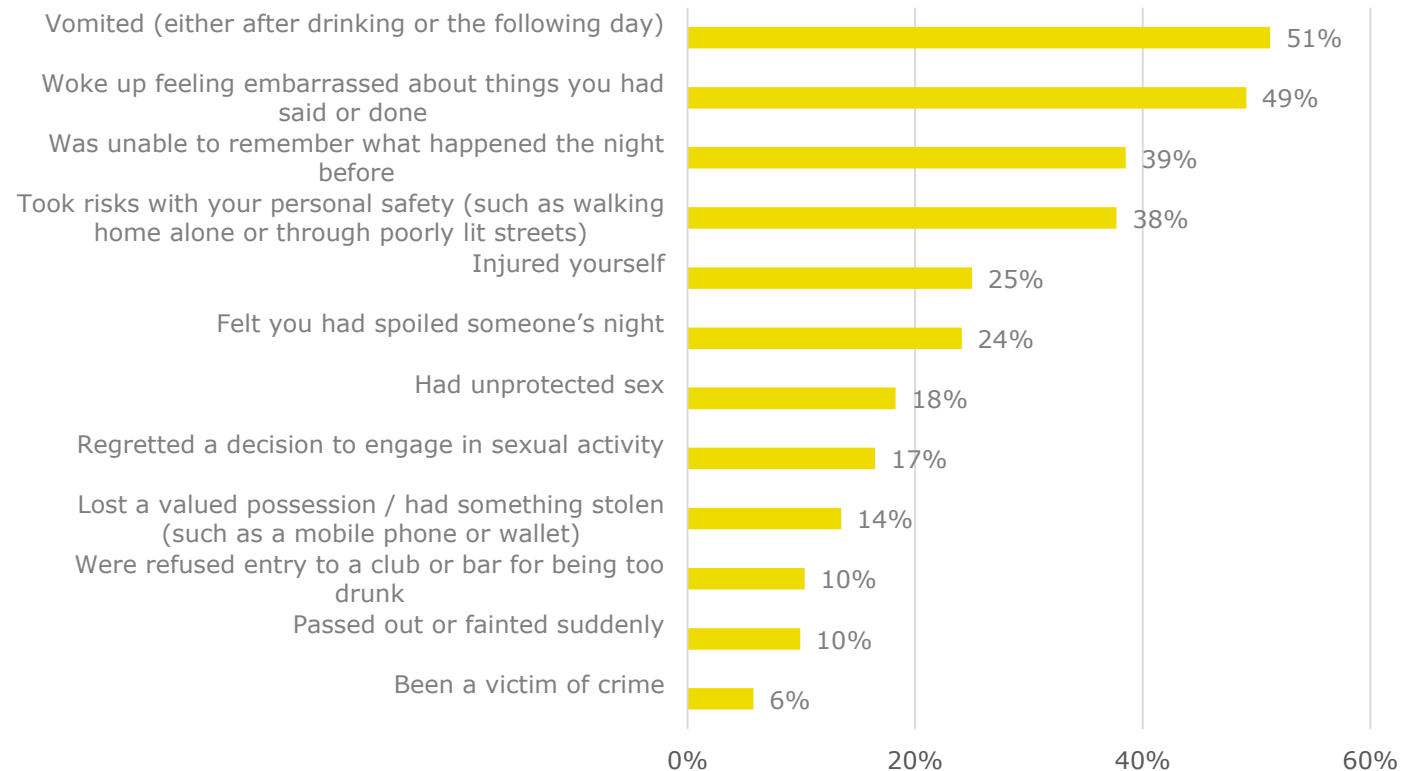 Vomited (either after drinking or the following day)
51%
Woke up feeling embarrassed about things you had
said or done
49%
Was unable to remember what happened the night
before
39%
Took risks with your personal safety (such as walking
home alone or through poorly lit streets)
38%
Injured yourself
25%
Felt you had spoiled someone’s night
24%
Had unprotected sex
18%
Regretted a decision to engage in sexual activity
17%
Lost a valued possession / had something stolen
(such as a mobile phone or wallet)
14%
Were refused entry to a club or bar for being too
drunk
10%
Passed out or fainted suddenly
10%
Been a victim of crime
6%
0% 20% 40% 60%